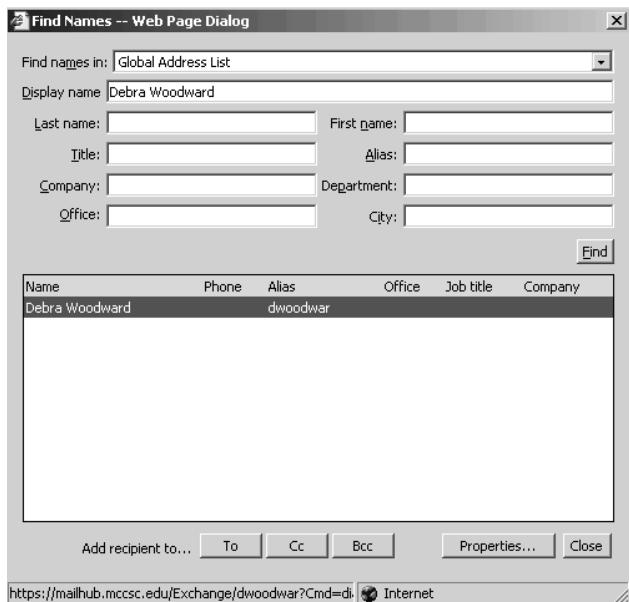 Find Names -- Web Page Dialog
Find names in: Global Address List
Display name Debra Woodward
Last name: First name:
Title: Alias:
Company: Department:
Office: City:
Find
Name Phone Alias Office Job title Company
Debra Woodward dwoodwar
Add recipient to... To Cc Bcc Properties... Close
https://mailhub.mccsc.edu/Exchange/dwoodwar?Cmd=di Internet